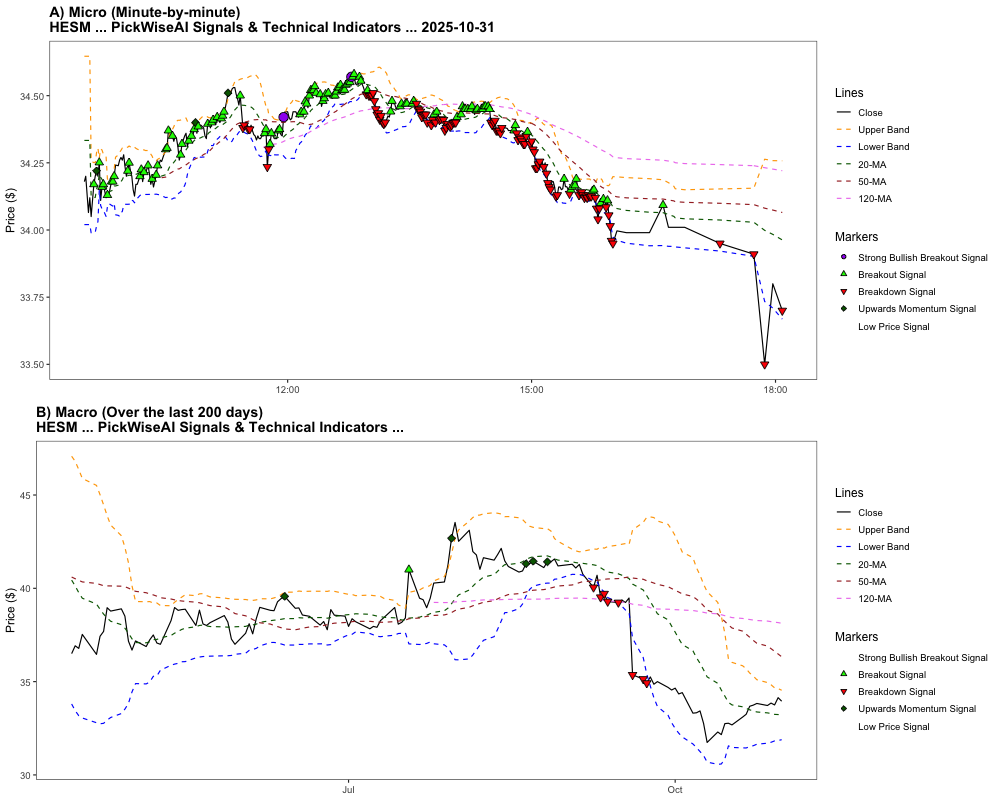 A) Micro (Minute-by-minute)
HESM ... PickWiseAI Signals & Technical Indicators ... 2025-10-31
Price ($)
34.50
34.25
34.00
33.75
33.50
12:00
15:00
18:00
Lines
Close
Upper Band
Lower Band
20-MA
50-MA
120-MA
Markers
Strong Bullish Breakout Signal
Breakout Signal
Breakdown Signal
Upwards Momentum Signal
Low Price Signal
B) Macro (Over the last 200 days)
HESM ... PickWiseAI Signals & Technical Indicators ...
Price ($)
45
40
35
30
Jul
Oct
Lines
Close
Upper Band
Lower Band
20-MA
50-MA
120-MA
Markers
Strong Bullish Breakout Signal
Breakout Signal
Breakdown Signal
Upwards Momentum Signal
Low Price Signal